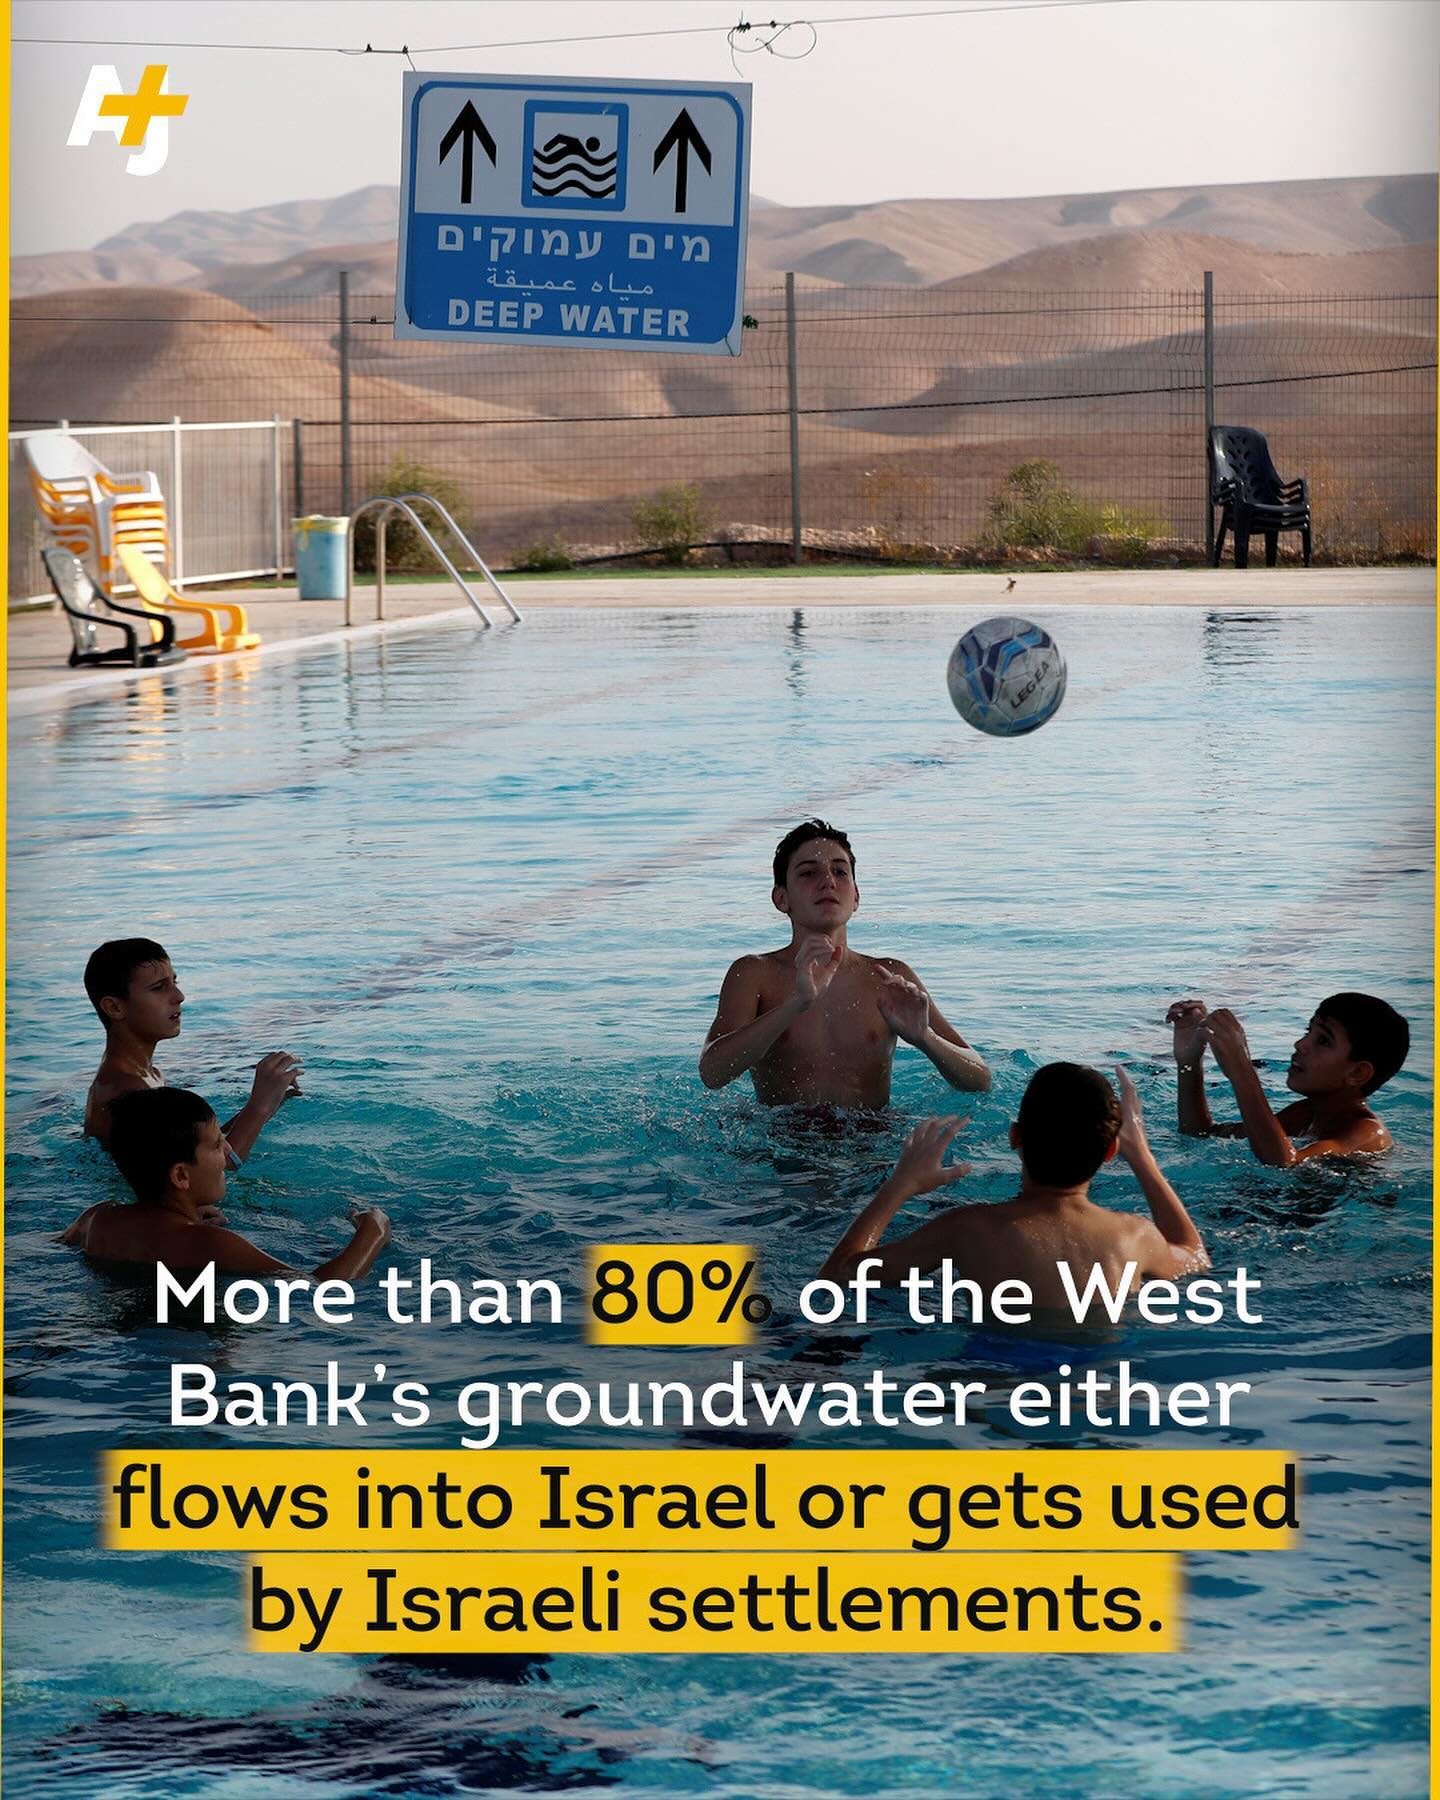 AJ+
מים עמוקים
مياه عميقة
DEEP WATER
LEGEA
More than 80% of the West
Bank’s groundwater either
flows into Israel or gets used
by Israeli settlements.